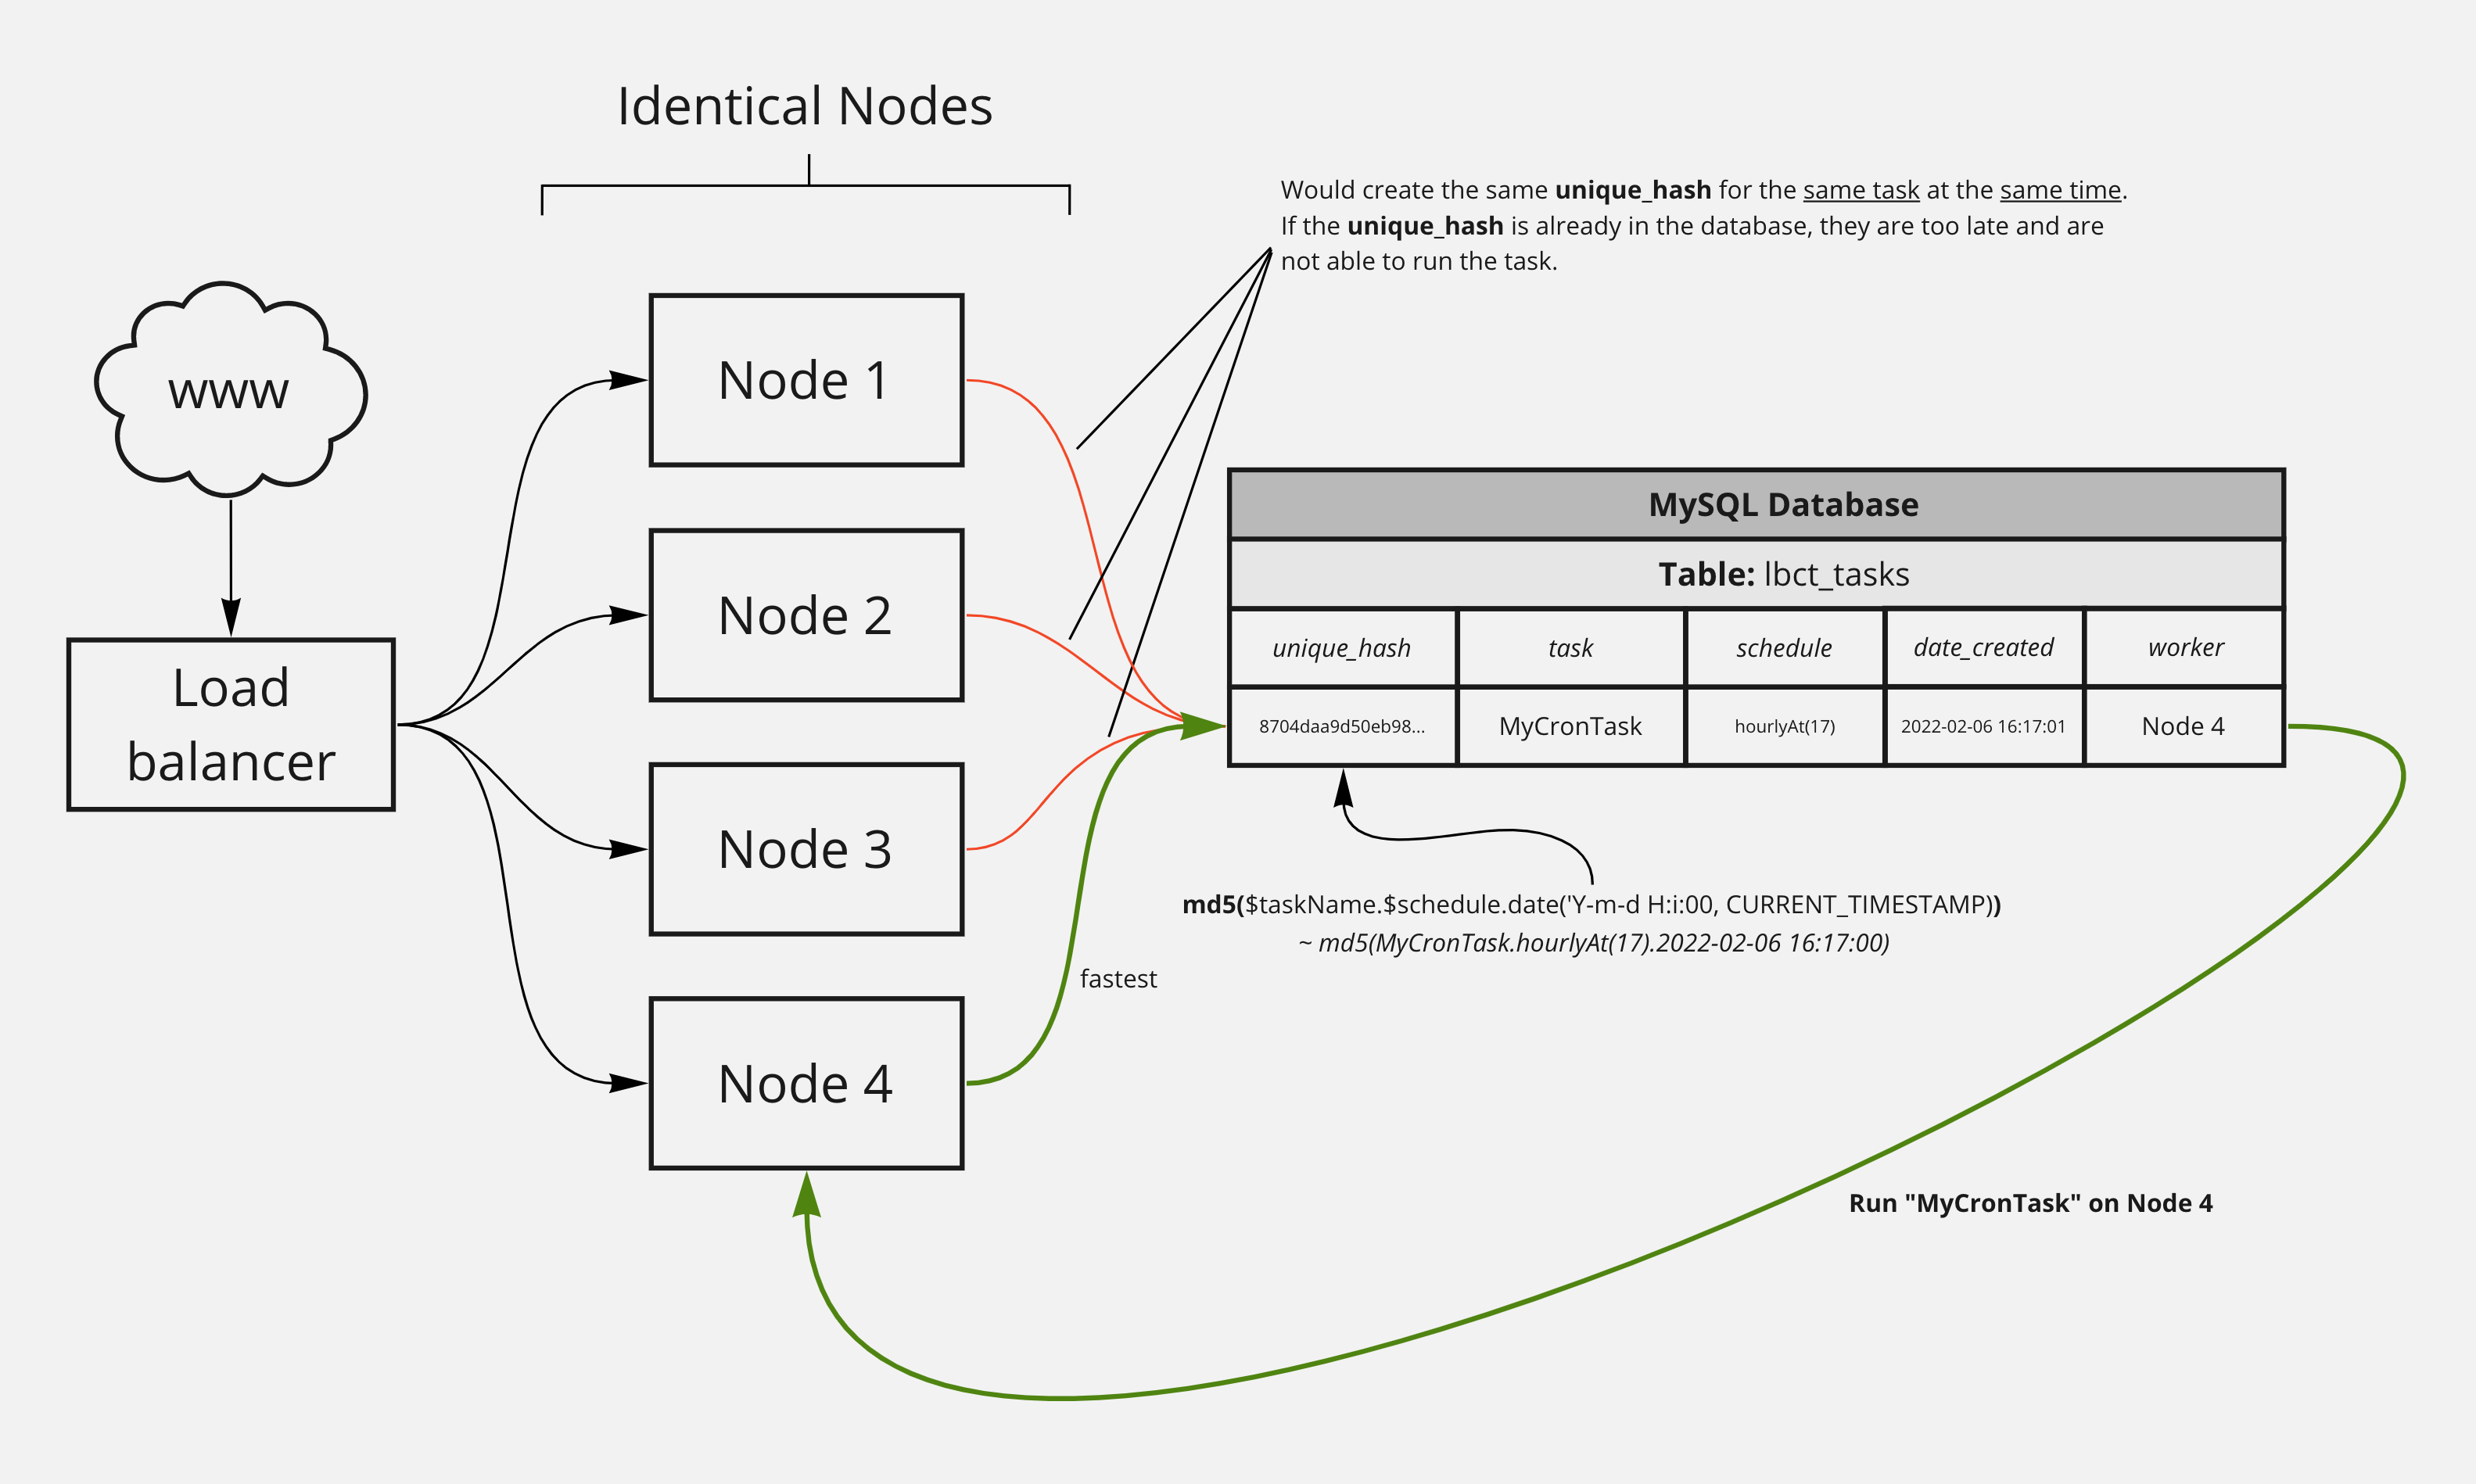 Identical Nodes
Would create the same unique_hash for the same task at the same time.
If the unique_hash is already in the database, they are too late and are
not able to run the task.
www
Load
balancer
Node 1
Node 2
Node 3
Node 4
MySQL Database
Table: lbct_tasks
unique_hash task schedule date_created worker
8704daa9d50eb98... MyCronTask hourlyAt(17) 2022-02-06 16:17:01 Node 4
md5($taskName.$schedule.date('Y-m-d H:i:00, CURRENT_TIMESTAMP))
~ md5(MyCronTask.hourlyAt(17).2022-02-06 16:17:00)
fastest
Run "MyCronTask" on Node 4